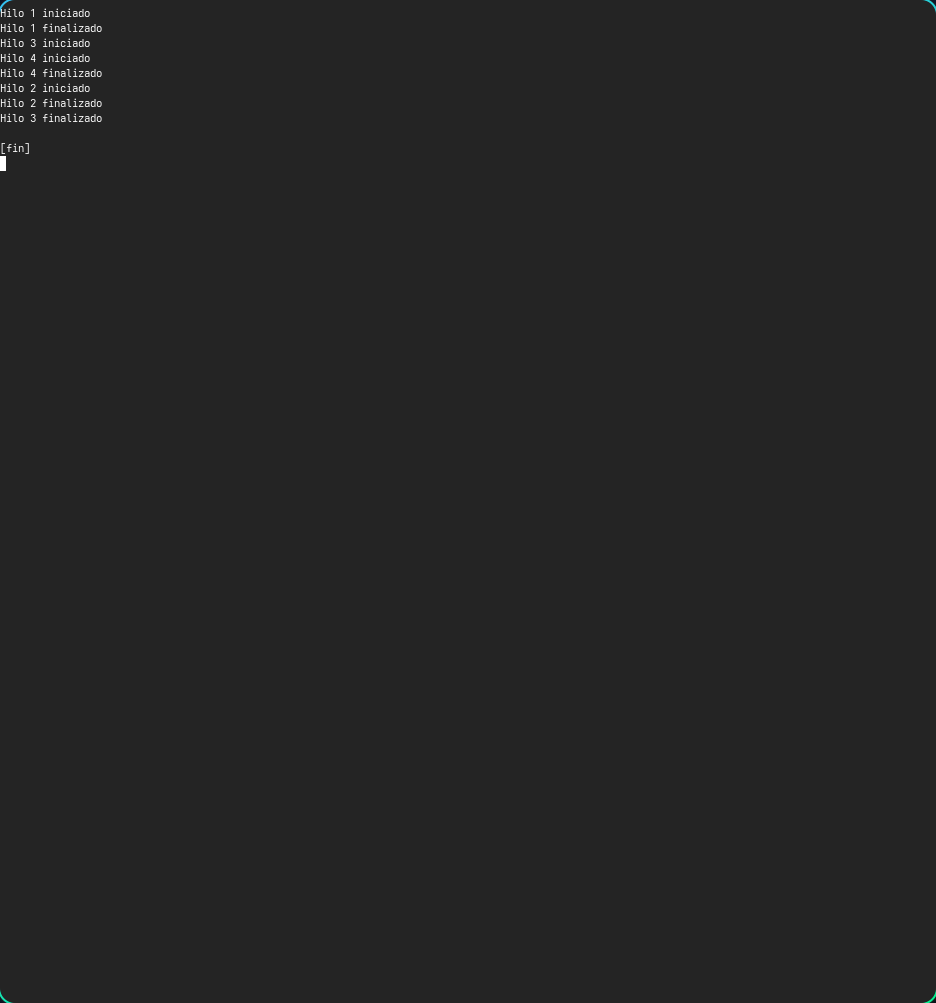 Hilo 1 iniciado
Hilo 1 finalizado
Hilo 3 iniciado
Hilo 4 iniciado
Hilo 4 finalizado
Hilo 2 iniciado
Hilo 2 finalizado
Hilo 3 finalizado
[fin]